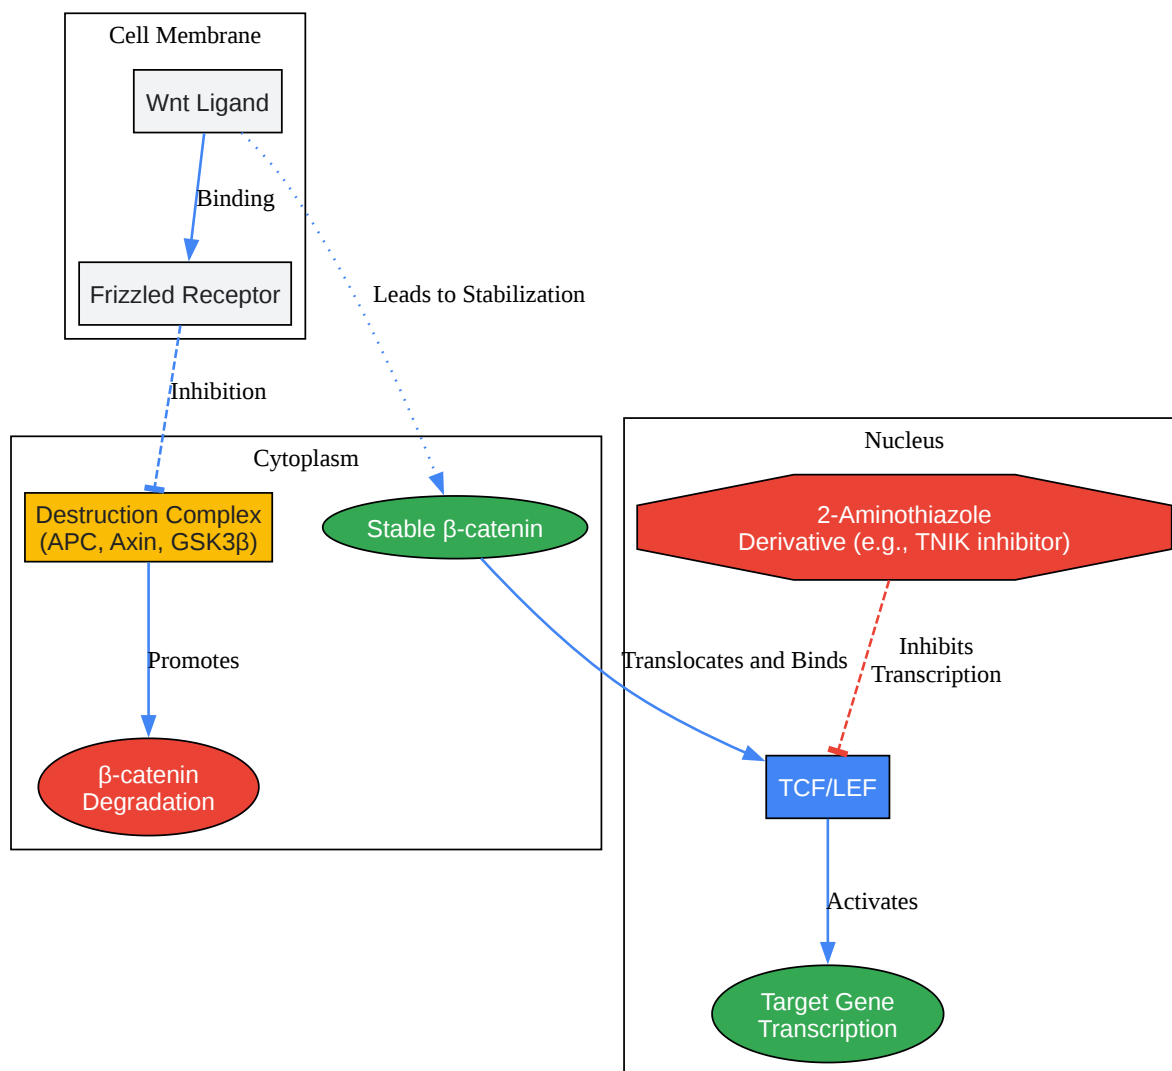 Cell Membrane
Wnt Ligand
Binding
Frizzled Receptor
Leads to Stabilization
Inhibition
Cytoplasm
Destruction Complex
(APC, Axin, GSK3β)
Stable β-catenin
Promotes
β-catenin
Degradation
Nucleus
2-Aminothiazole
Derivative (e.g., TNIK inhibitor)
Translocates and Binds
Inhibits
Transcription
TCF/LEF
Activates
Target Gene
Transcription